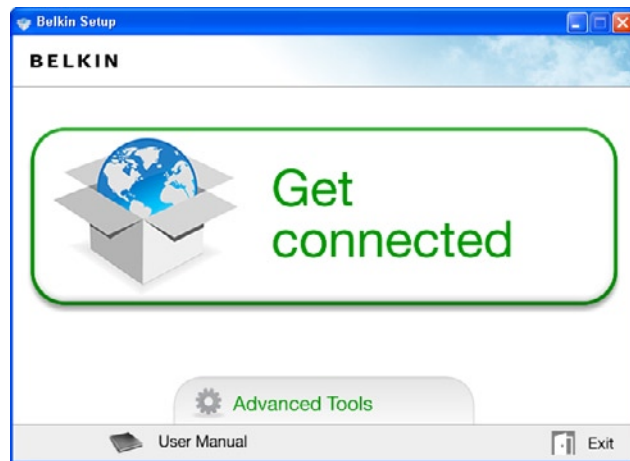 Belkin Setup
BELKIN
Get
connected
Advanced Tools
User Manual
Exit